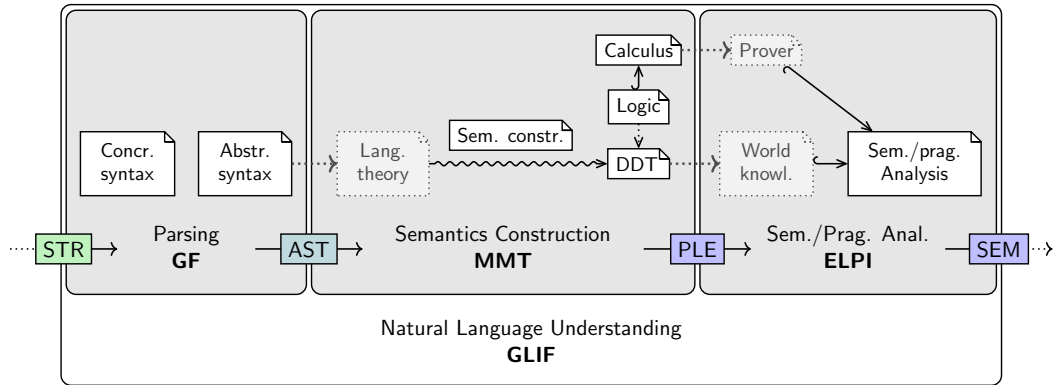 Calculus
Prover
Logic
Concr.
syntax
Abstr.
syntax
Lang.
theory
Sem. constr.
DDT
World
knowl.
Sem./prag.
Analysis
STR
Parsing
GF
AST
Semantics Construction
MMT
PLE
Sem./Prag. Anal.
ELPI
SEM
Natural Language Understanding
GLIF